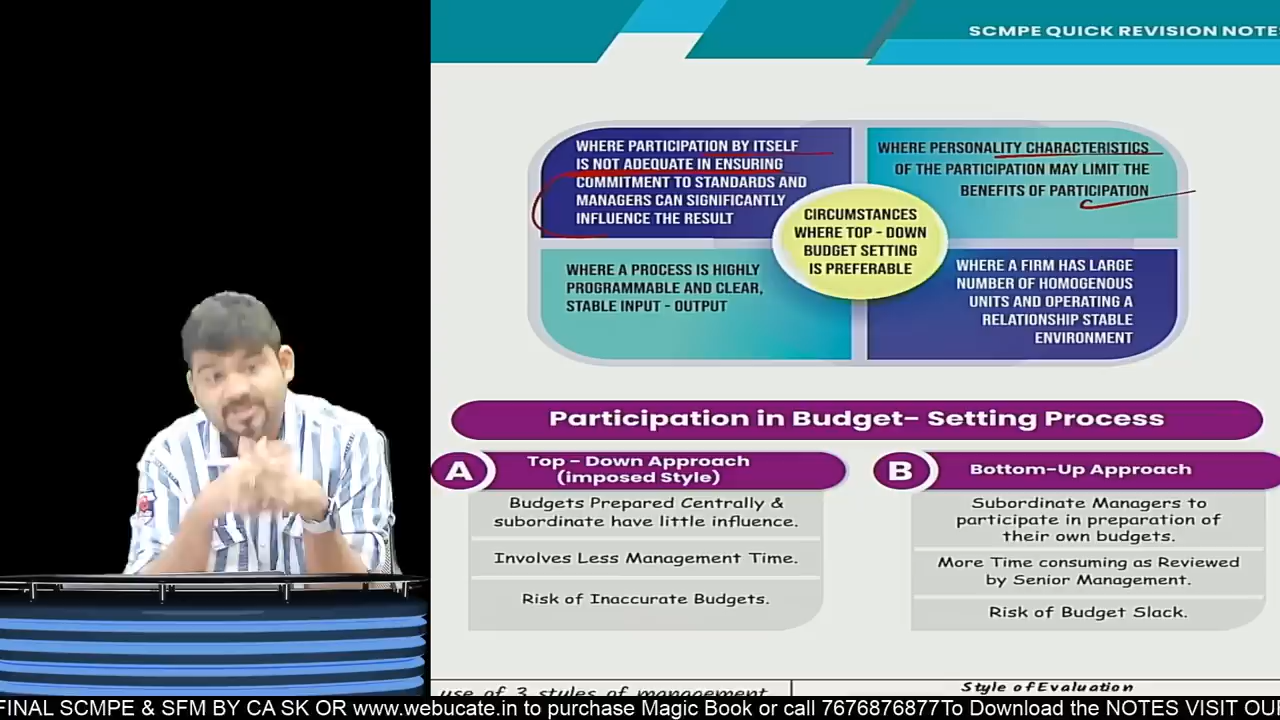 SCMPE QUICK REVISION NOTE
WHERE PARTICIPATION BY ITSELF
IS NOT ADEQUATE IN ENSURING
COMMITMENT TO STANDARDS AND
MANAGERS CAN SIGNIFICANTLY
INFLUENCE THE RESULT
WHERE PERSONALITY CHARACTERISTICS
OF THE PARTICIPATION MAY LIMIT THE
BENEFITS OF PARTICIPATION
CIRCUMSTANCES
WHERE TOP - DOWN
BUDGET SETTING
IS PREFERABLE
WHERE A PROCESS IS HIGHLY
PROGRAMMABLE AND CLEAR,
STABLE INPUT - OUTPUT
WHERE A FIRM HAS LARGE
NUMBER OF HOMOGENOUS
UNITS AND OPERATING A
RELATIONSHIP STABLE
ENVIRONMENT
Participation in Budget- Setting Process
A
Top - Down Approach
(imposed Style)
Budgets Prepared Centrally &
subordinate have little influence.
Involves Less Management Time.
Risk of Inaccurate Budgets.
B
Bottom-Up Approach
Subordinate Managers to
participate in preparation of
their own budgets.
More Time consuming as Reviewed
by Senior Management.
Risk of Budget Slack.
use of 3 styles of management
Style of Evaluation
FINAL SCMPE & SFM BY CA SK OR www.webucate.in to purchase Magic Book or call 7676876877To Download the NOTES VISIT OU